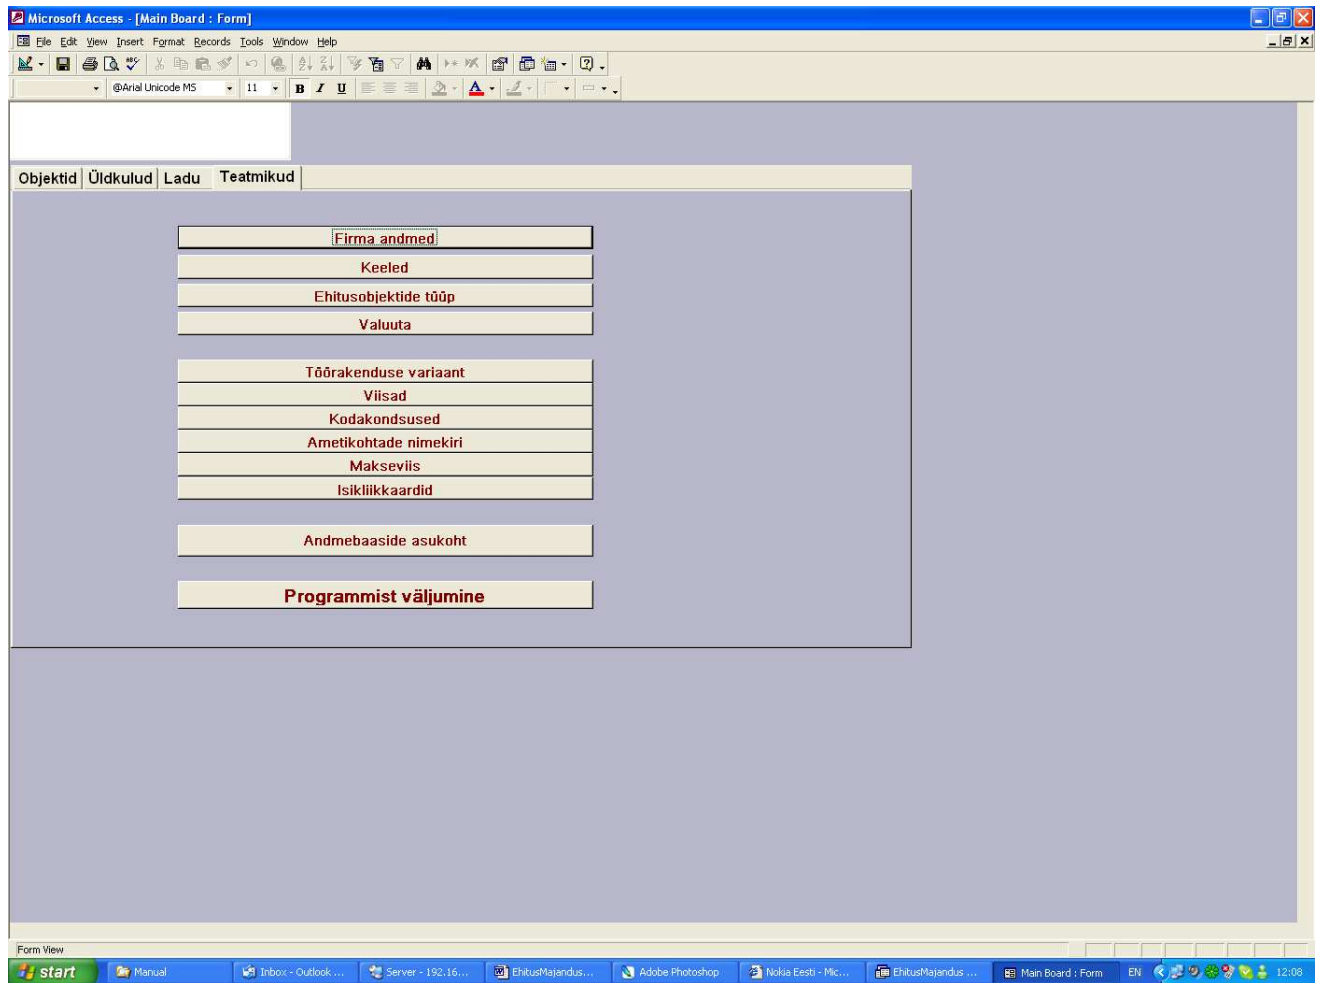 Microsoft Access - [Main Board : Form]
File Edit View Insert Format Records Tools Window Help
@Arial Unicode MS 11 B I U A
Objektid Üldkulud Ladu Teatmikud
Firma andmed
Keeled
Ehitusobjektide tüüp
Valuuta
Töörakenduse variaant
Viisad
Kodakondsused
Ametikohtade nimekiri
Makseviis
Isikliikkaardid
Andmebaaside asukoht
Programmist väljumine
Form View
start Manual Inbox - Outlook ... Server - 192.16... EhitusMajandus... Adobe Photoshop Nokia Eesti - Mic... EhitusMajandus ... Main Board : Form EN 12:08